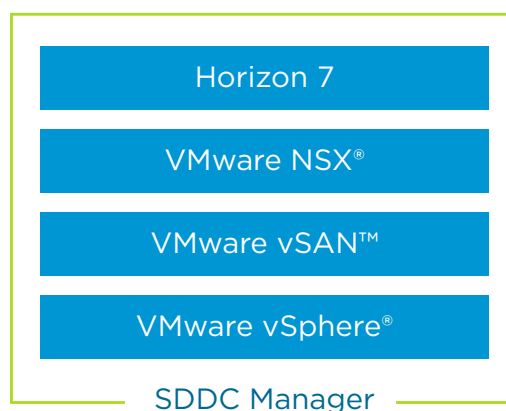 Horizon 7
VMware NSX®
VMware vSAN™
VMware vSphere®
SDDC Manager